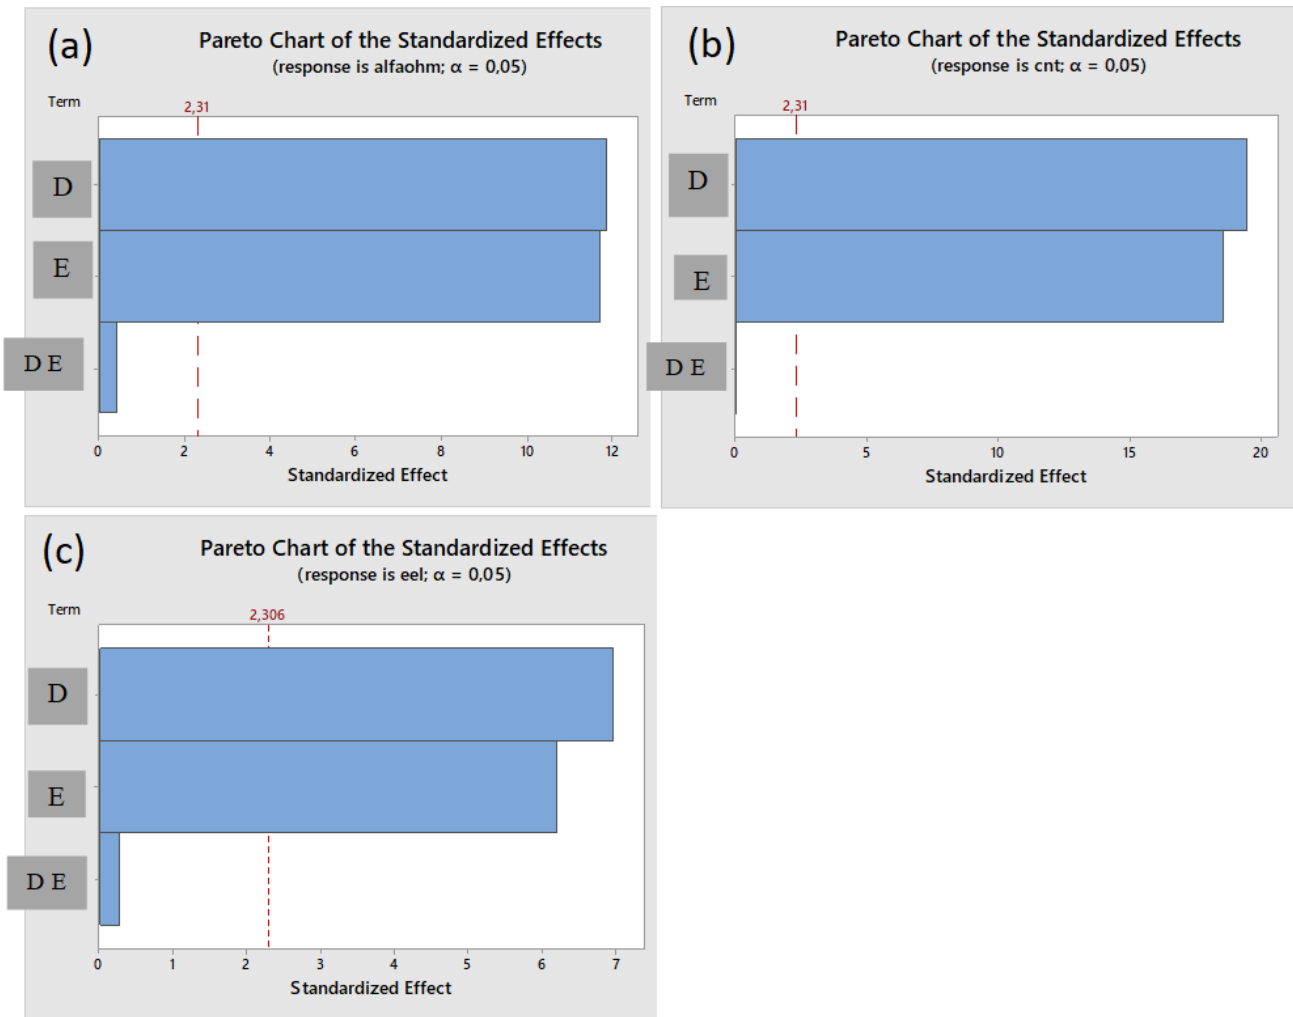 (a)
Pareto Chart of the Standardized Effects
(response is alfaohm; α = 0,05)
Term
2,31
D
E
D E
0 2 4 6 8 10 12
Standardized Effect
(b)
Pareto Chart of the Standardized Effects
(response is cnt; α = 0,05)
Term
2,31
D
E
D E
0 5 10 15 20
Standardized Effect
(c)
Pareto Chart of the Standardized Effects
(response is eel; α = 0,05)
Term
2,306
D
E
D E
0 1 2 3 4 5 6 7
Standardized Effect